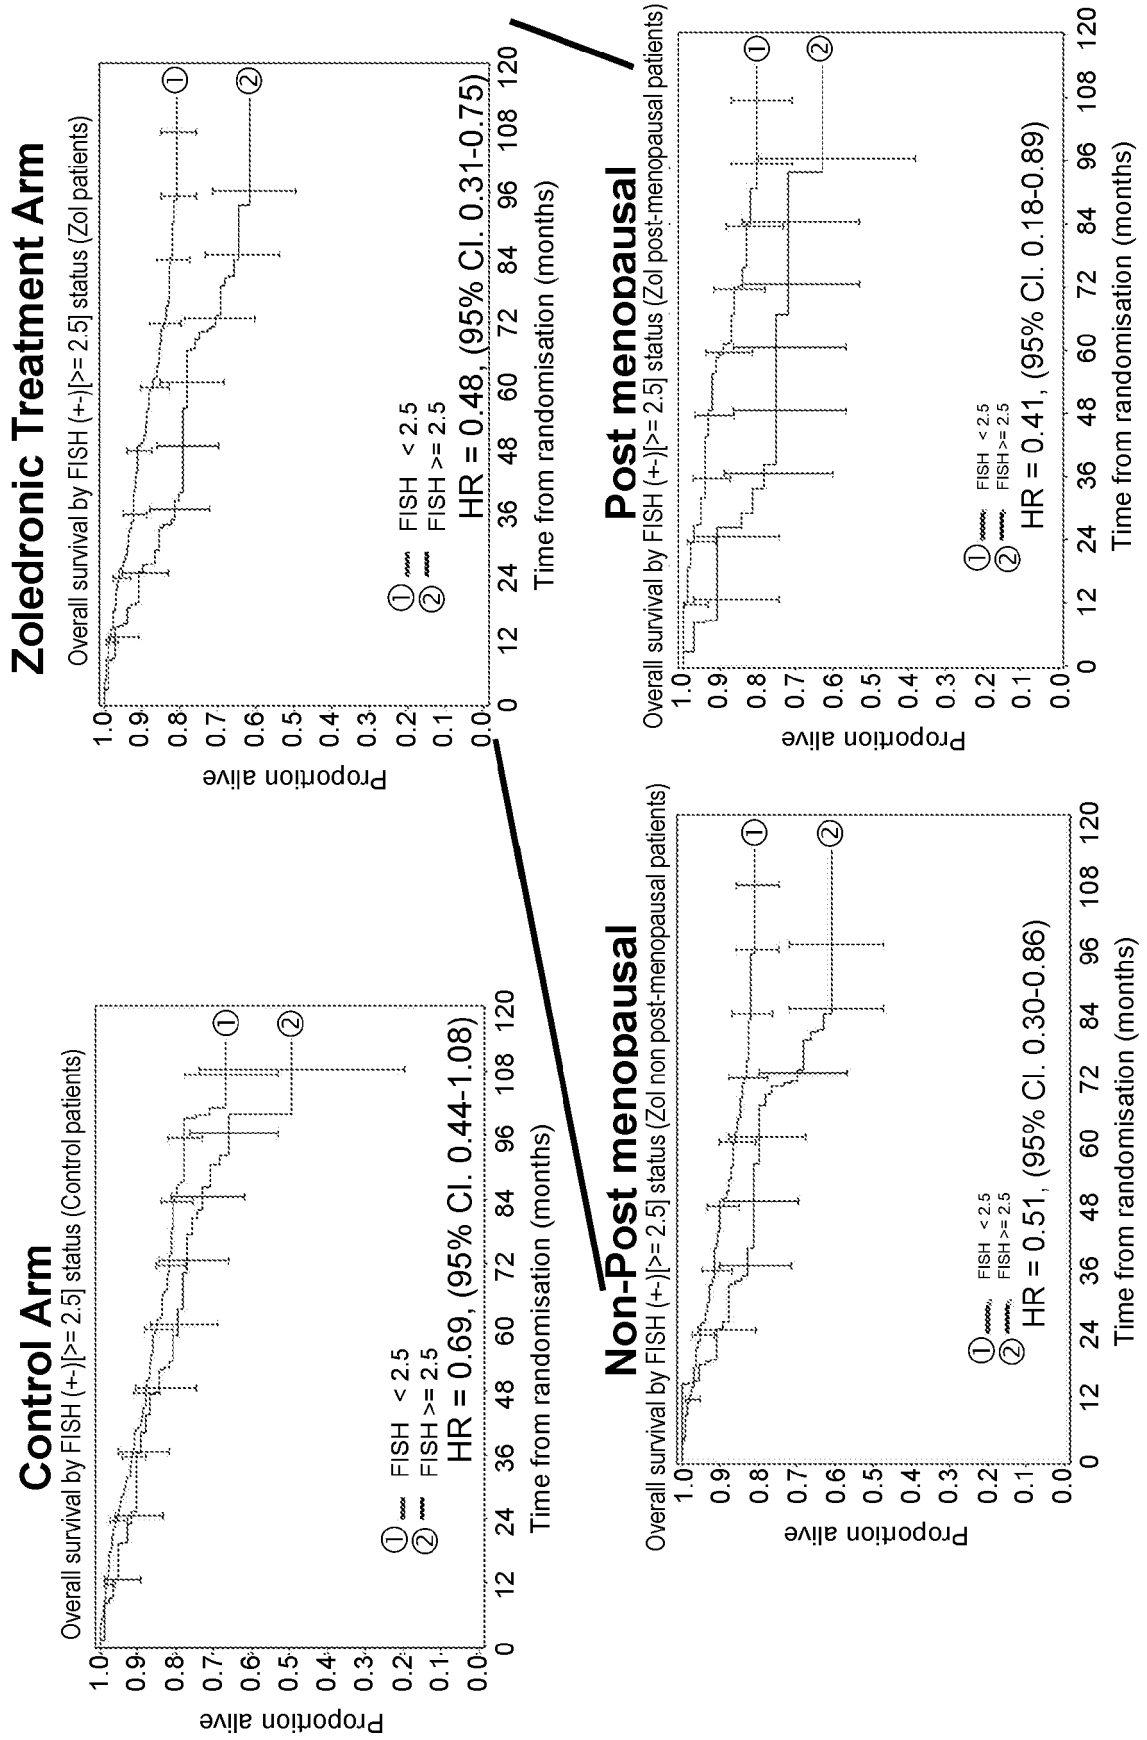 Control Arm
Overall survival by FISH (+-)[>= 2.5] status (Control patients)
Proportion alive
1.0
0.9
0.8
0.7
0.6
0.5
0.4
0.3
0.2
0.1
0.0
① FISH < 2.5
② FISH >= 2.5
HR = 0.69, (95% CI. 0.44-1.08)
①
②
0 12 24 36 48 60 72 84 96 108 120
Time from randomisation (months)
Zoledronic Treatment Arm
Overall survival by FISH (+-)[>= 2.5] status (Zol patients)
Proportion alive
1.0
0.9
0.8
0.7
0.6
0.5
0.4
0.2
0.1
0.0
① FISH < 2.5
② FISH >= 2.5
HR = 0.48, (95% CI. 0.31-0.75)
①
②
0 12 24 36 48 60 72 84 96 108 120
Time from randomisation (months)
Non-Post menopausal
Overall survival by FISH (+-)[>= 2.5] status (Zol non post-menopausal patients)
Proportion alive
1.0
0.9
0.8
0.7
0.6
0.5
0.4
0.3
0.2
0.1
0.0
① FISH < 2.5
② FISH >= 2.5
HR = 0.51, (95% CI. 0.30-0.86)
①
②
0 12 24 36 48 60 72 84 96 108 120
Time from randomisation (months)
Post menopausal
Overall survival by FISH (+-)[>= 2.5] status (Zol post-menopausal patients)
Proportion alive
1.0
0.9
0.8
0.7
0.6
0.5
0.4
0.3
0.2
0.1
0.0
① FISH < 2.5
② FISH >= 2.5
HR = 0.41, (95% CI. 0.18-0.89)
①
②
0 12 24 36 48 60 72 84 96 108 120
Time from randomisation (months)